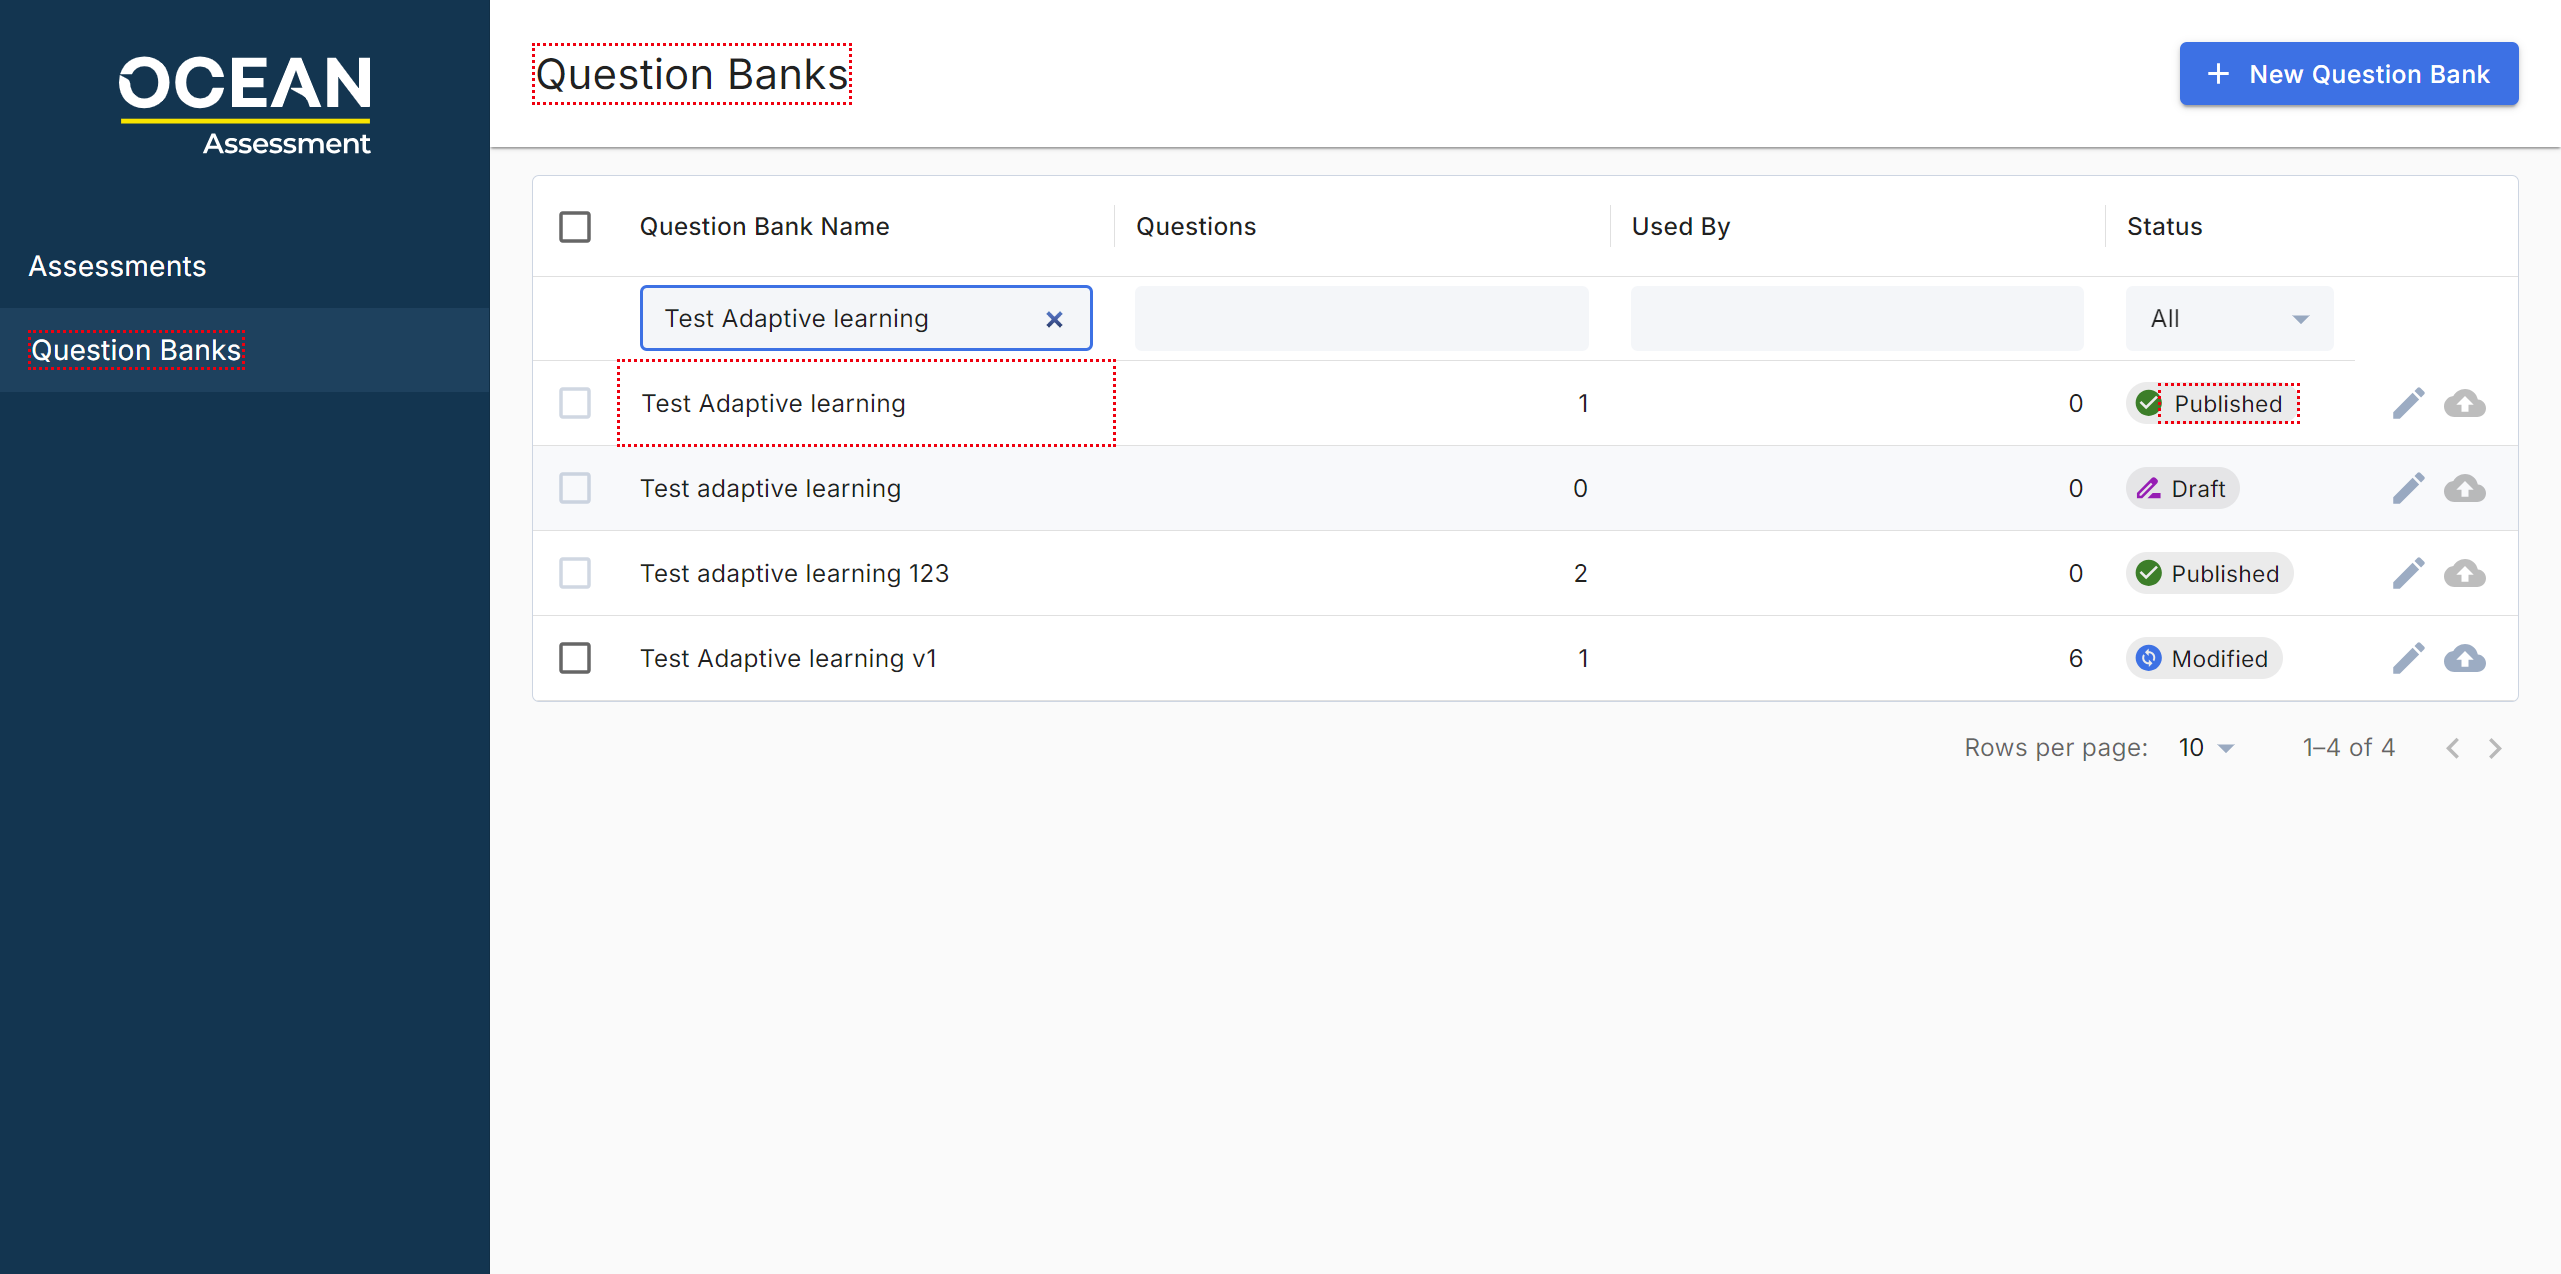 OCEAN
Assessment
Assessments
Question Banks
Question Banks
New Question Bank
Question Bank Name Questions Used By Status
Test Adaptive learning All
Test Adaptive learning 1 0 Published
Test adaptive learning 0 0 Draft
Test adaptive learning 123 2 0 Published
Test Adaptive learning v1 1 6 Modified
Rows per page: 10 1–4 of 4